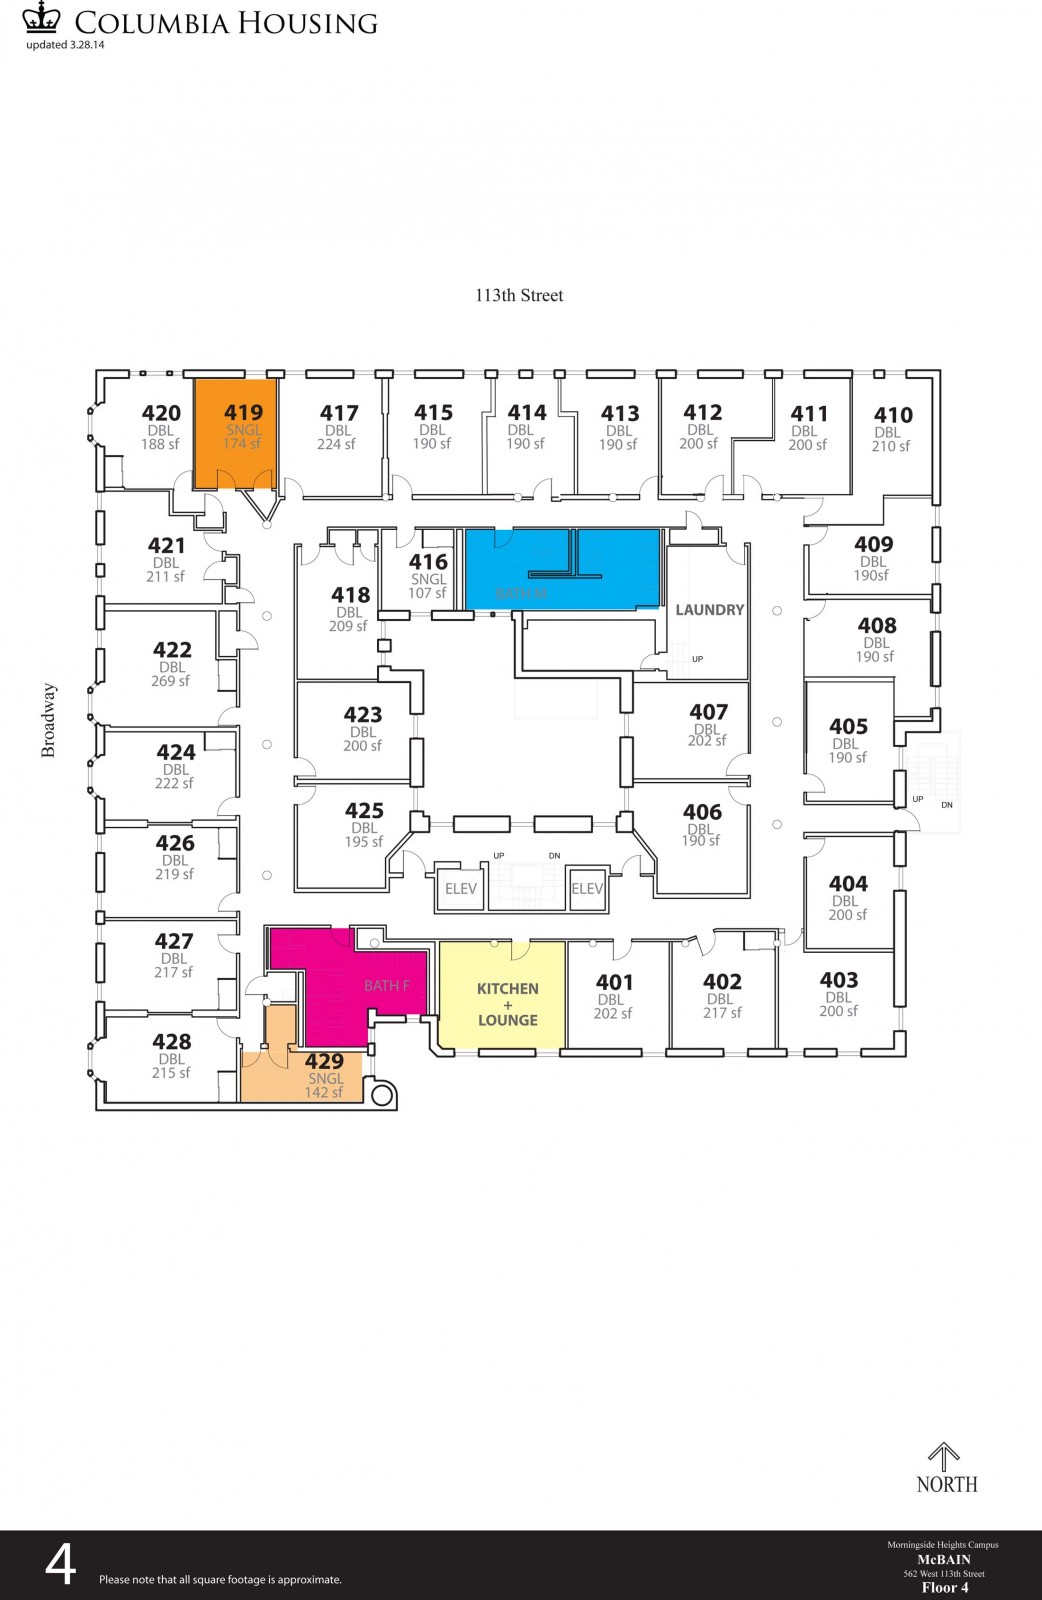 COLUMBIA HOUSING
updated 3.28.14
113th Street
Broadway
420
DBL
188 sf
419
SNGL
174 sf
417
DBL
224 sf
415
DBL
190 sf
414
DBL
190 sf
413
DBL
190 sf
412
DBL
200 sf
411
DBL
200 sf
410
DBL
210 sf
421
DBL
211 sf
418
DBL
209 sf
416
SNGL
107 sf
BATH M
LAUNDRY
UP
409
DBL
190sf
408
DBL
190 sf
422
DBL
269 sf
423
DBL
200 sf
407
DBL
202 sf
405
DBL
190 sf
UP
DN
424
DBL
222 sf
425
DBL
195 sf
406
DBL
190 sf
426
DBL
219 sf
ELEV
UP
DN
ELEV
404
DBL
200 sf
427
DBL
217 sf
BATH F
KITCHEN
+
LOUNGE
401
DBL
202 sf
402
DBL
217 sf
403
DBL
200 sf
428
DBL
215 sf
429
SNGL
142 sf
NORTH
4
Please note that all square footage is approximate.
Morningside Heights Campus
McBAIN
562 West 113th Street
Floor 4